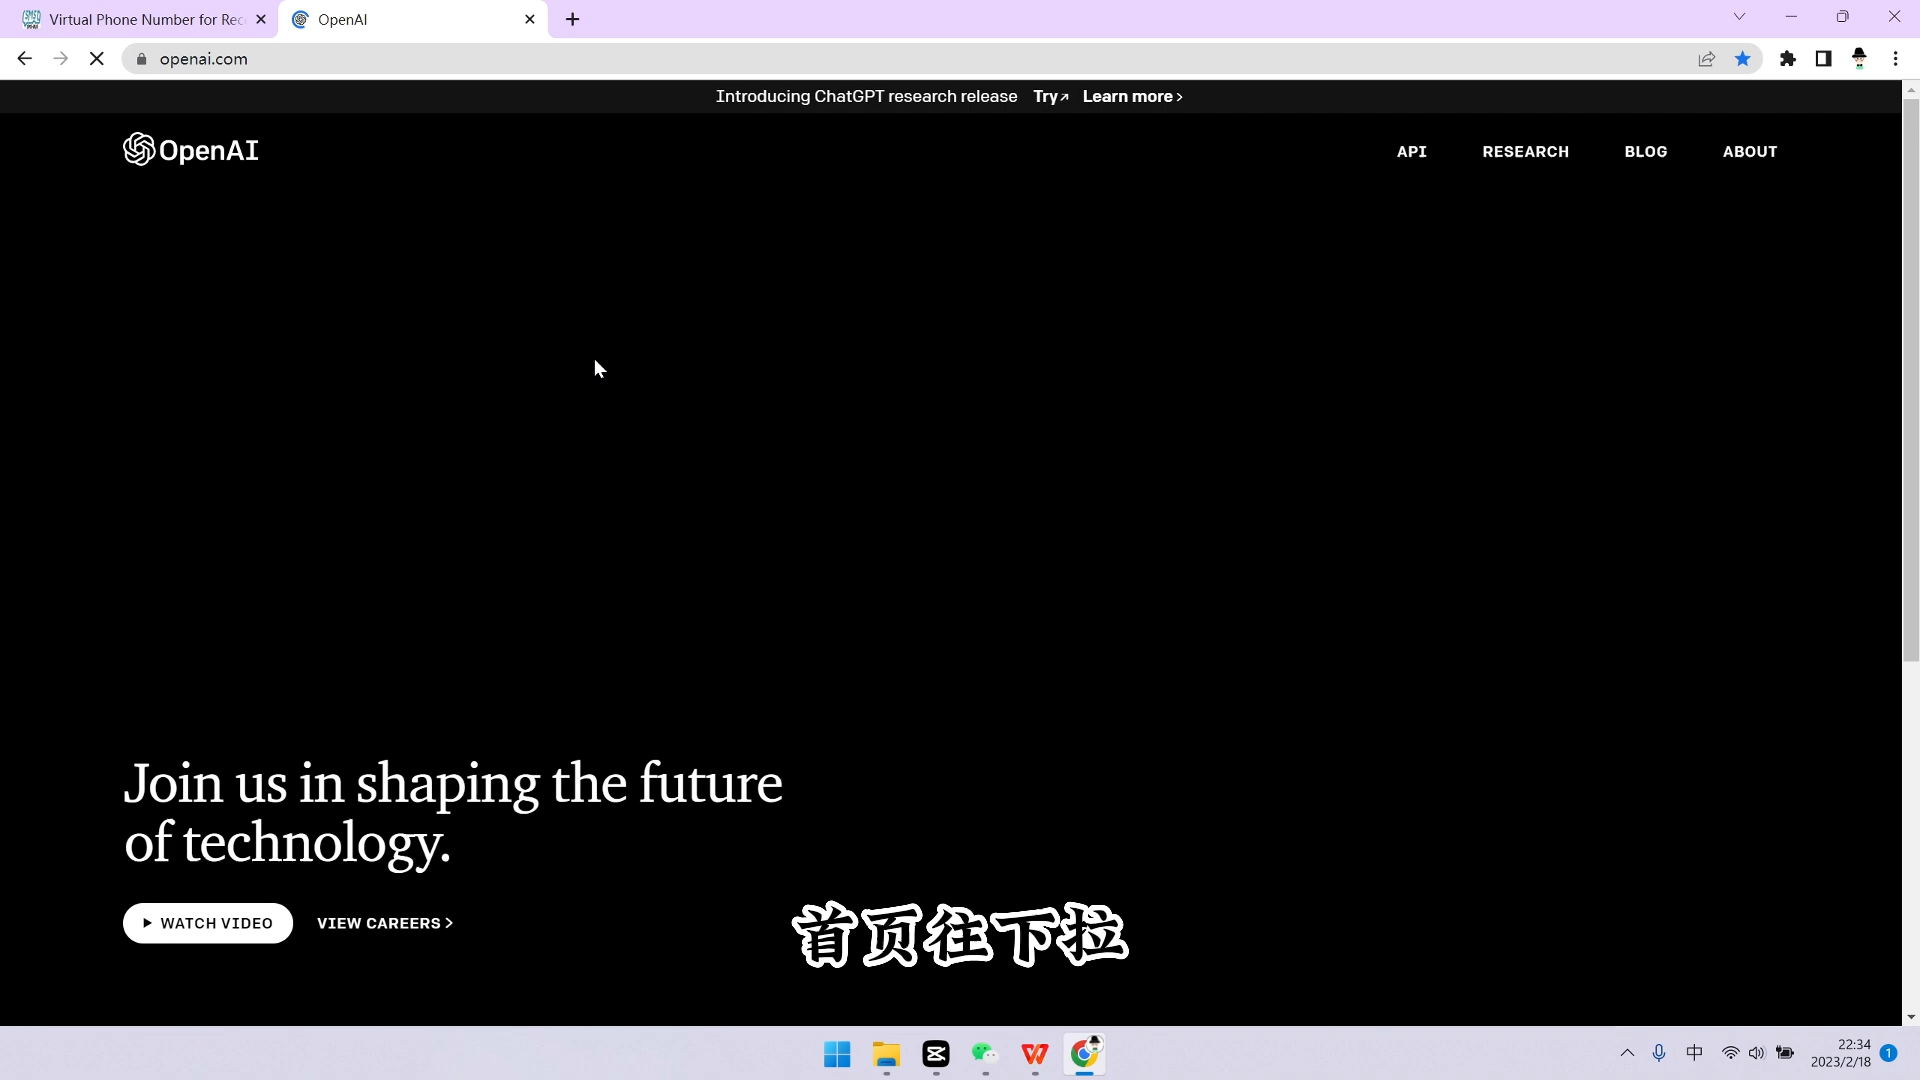 Virtual Phone Number for Rec
OpenAI
openai.com
Introducing ChatGPT research release Try↗ Learn more >
OpenAI
API RESEARCH BLOG ABOUT
Join us in shaping the future
of technology.
WATCH VIDEO VIEW CAREERS >
首页往下拉
中
22:34
2023/2/18
1